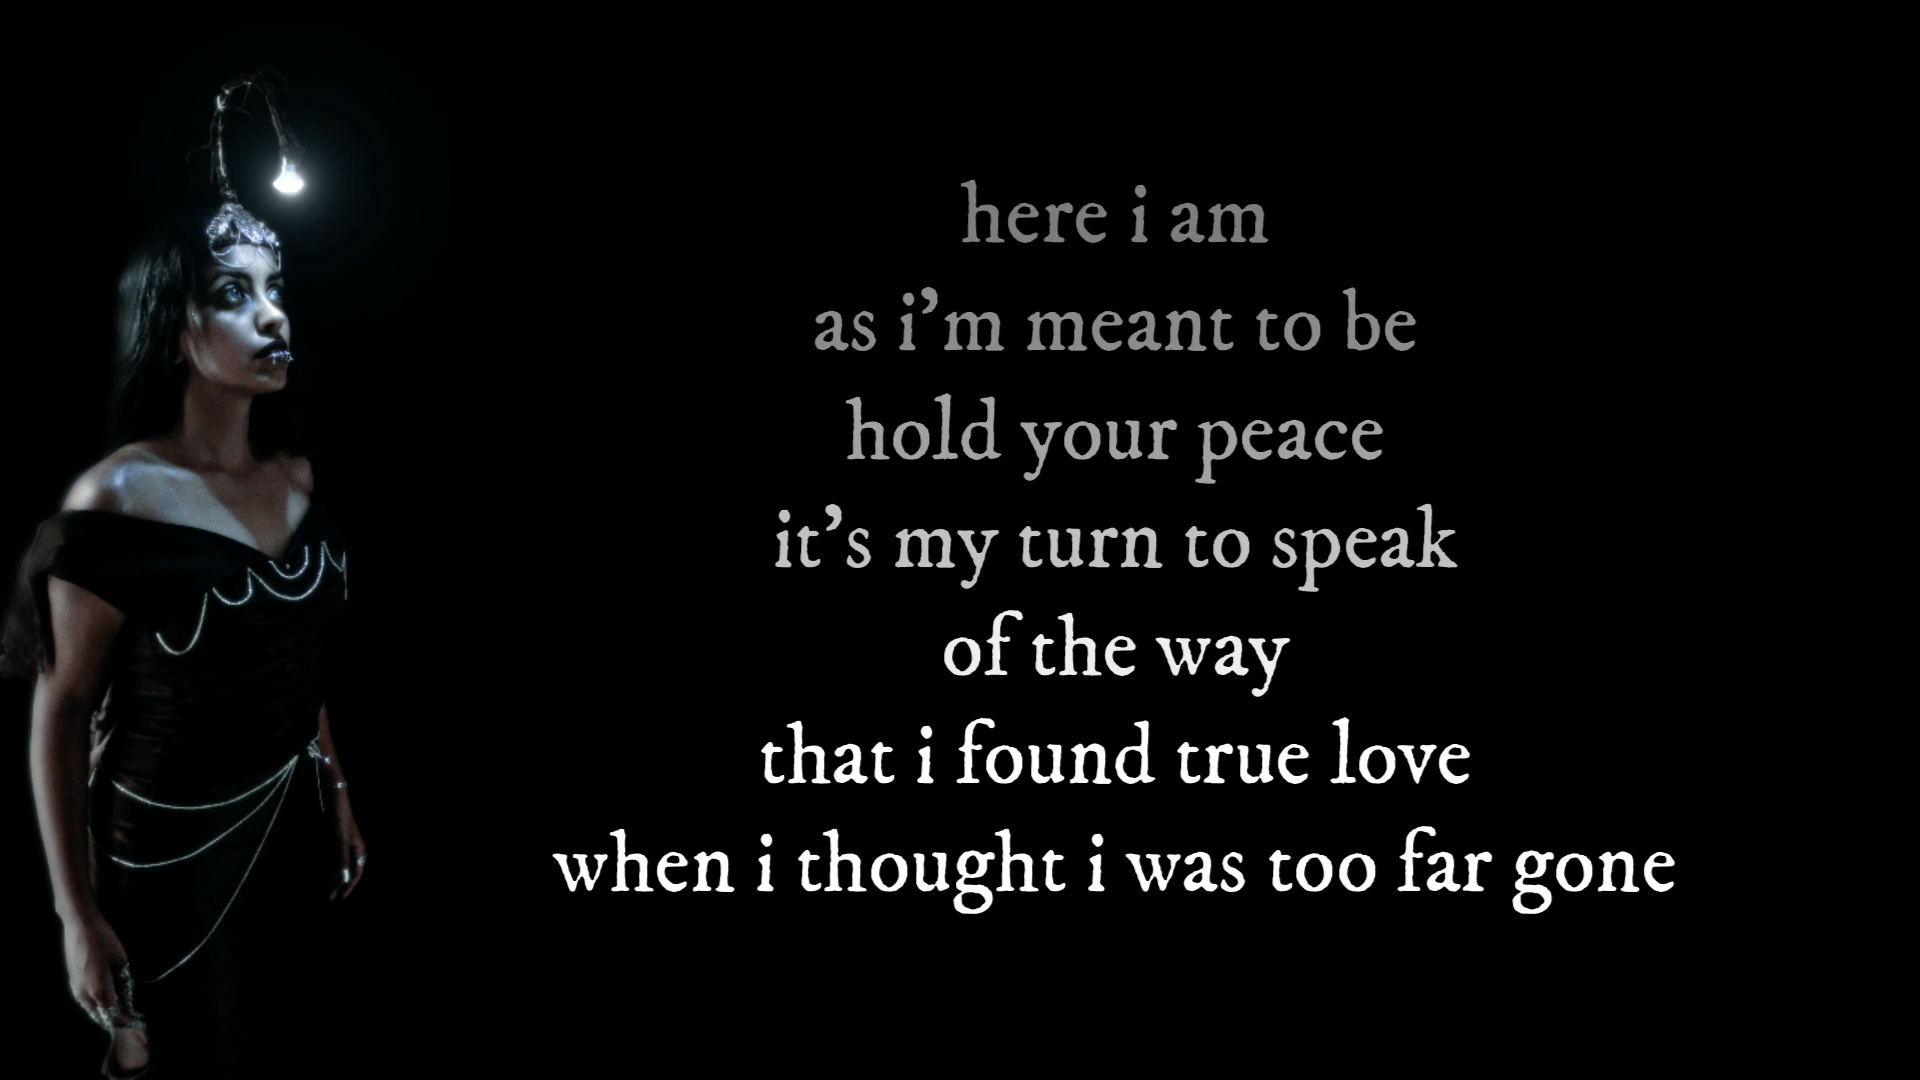 here i am
as i’m meant to be
hold your peace
it’s my turn to speak
of the way
that i found true love
when i thought i was too far gone